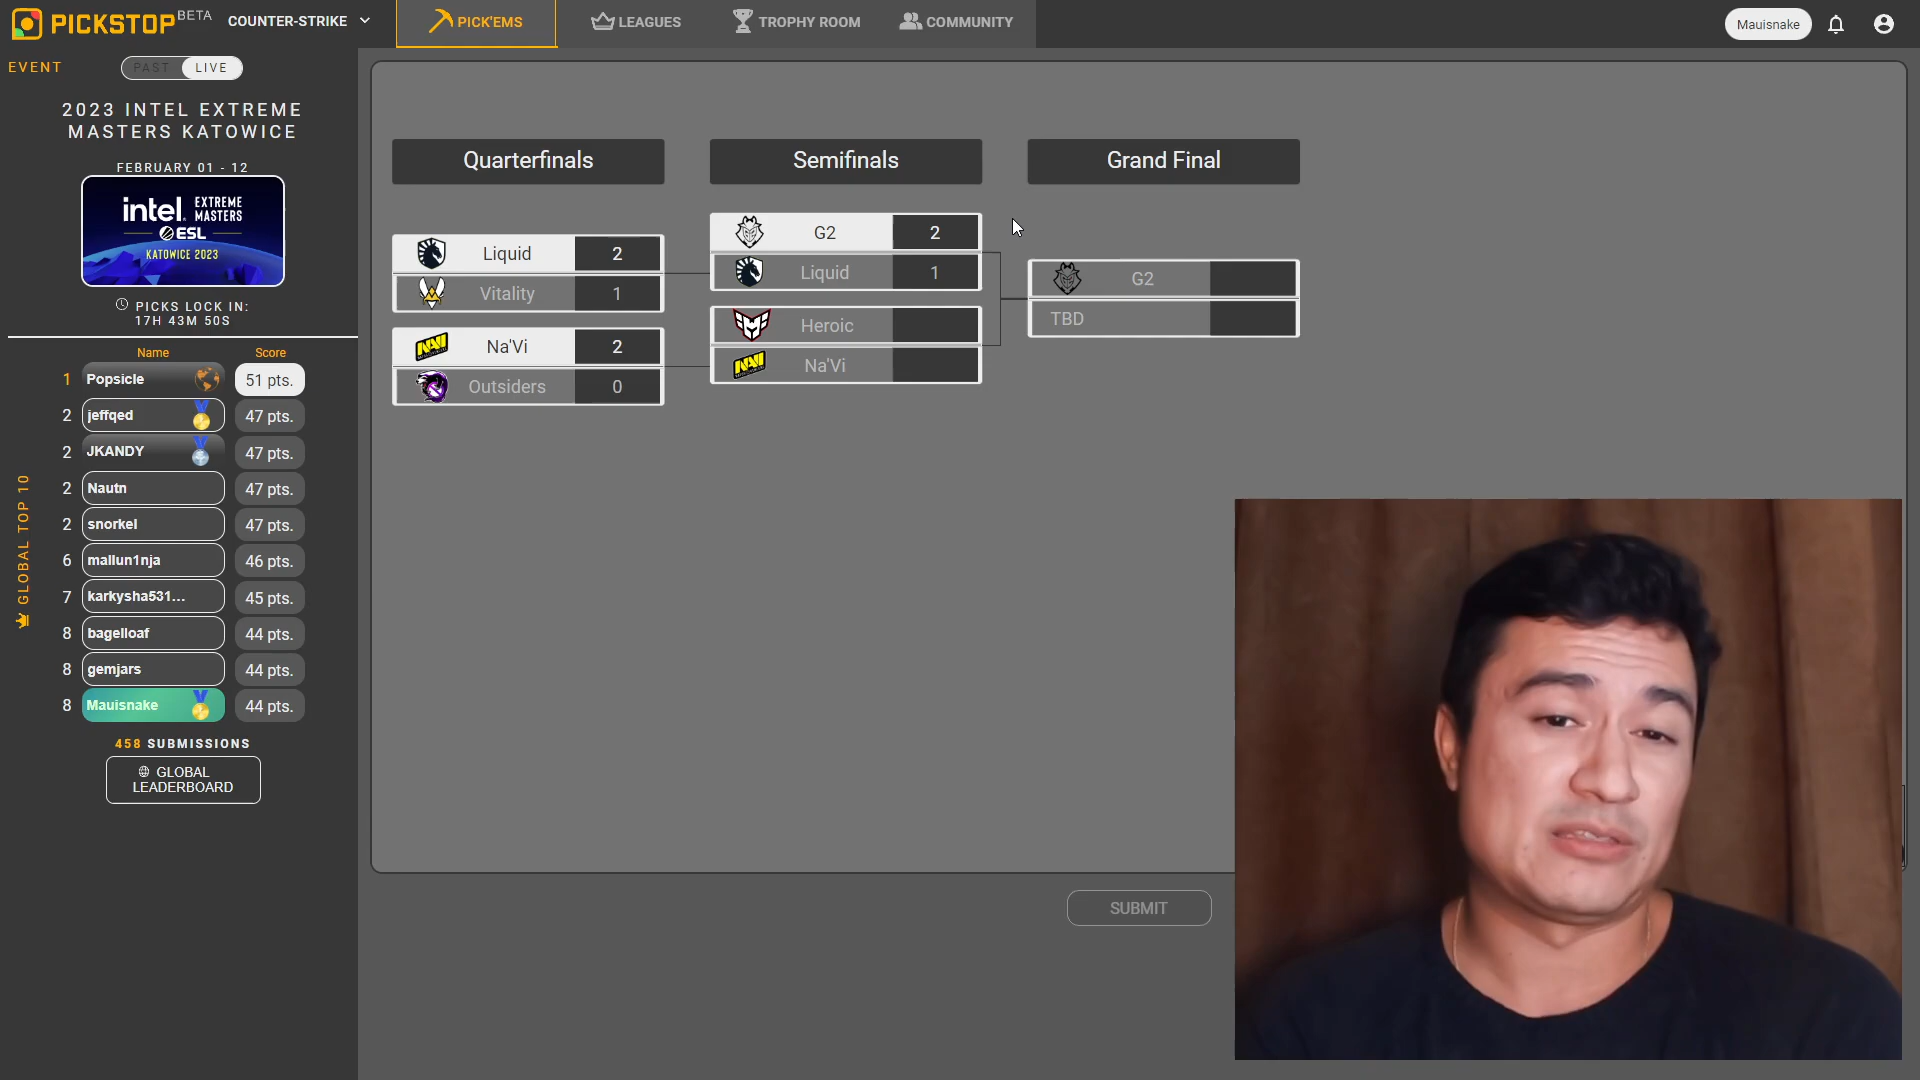 PICKSTOP BETA
COUNTER-STRIKE
PICK'EMS
LEAGUES
TROPHY ROOM
COMMUNITY
Mauisnake
EVENT
PAST
LIVE
2023 INTEL EXTREME
MASTERS KATOWICE
FEBRUARY 01 - 12
intel. EXTREME
MASTERS
ESL
KATOWICE 2023
PICKS LOCK IN:
17H 43M 50S
Name Score
1 Popsicle 51 pts.
2 jeffqed 47 pts.
2 JKANDY 47 pts.
2 Nautn 47 pts.
2 snorkel 47 pts.
6 mallun1nja 46 pts.
7 karkysha531... 45 pts.
8 bagelloaf 44 pts.
8 gemjars 44 pts.
8 Mauisnake 44 pts.
GLOBAL TOP 10
458 SUBMISSIONS
GLOBAL
LEADERBOARD
Quarterfinals
Liquid 2
Vitality 1
Na'Vi 2
Outsiders 0
Semifinals
G2 2
Liquid 1
Heroic
Na'Vi
Grand Final
G2
TBD
SUBMIT